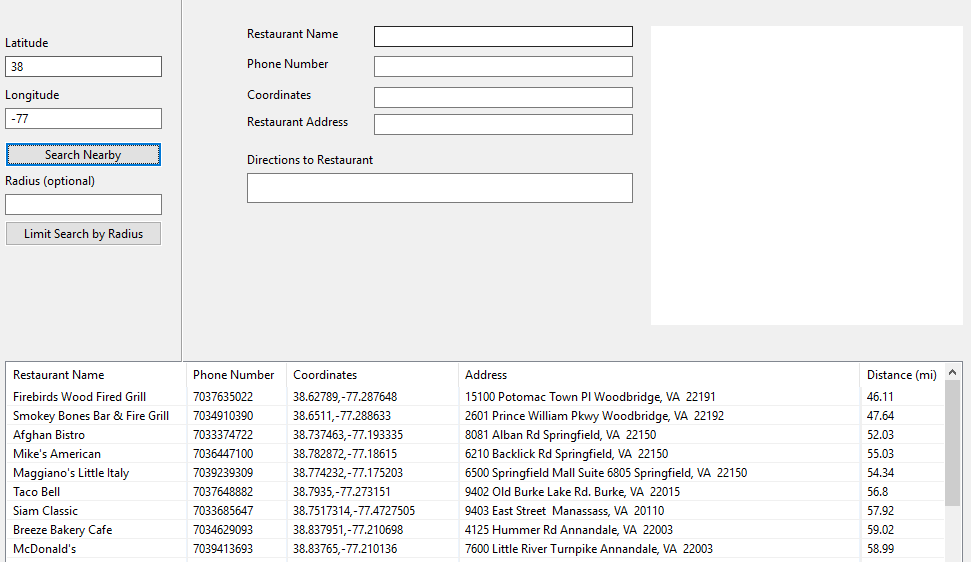 Latitude
38
Longitude
-77
Search Nearby
Radius (optional)
Limit Search by Radius
Restaurant Name
Phone Number
Coordinates
Restaurant Address
Directions to Restaurant
Restaurant Name Phone Number Coordinates Address Distance (mi)
Firebirds Wood Fired Grill 7037635022 38.62789,-77.287648 15100 Potomac Town Pl Woodbridge, VA  22191 46.11
Smokey Bones Bar & Fire Grill 7034910390 38.6511,-77.288633 2601 Prince William Pkwy Woodbridge, VA  22192 47.64
Afghan Bistro 7033374722 38.737463,-77.193335 8081 Alban Rd Springfield, VA  22150 52.03
Mike's American 7036447100 38.782872,-77.18615 6210 Backlick Rd Springfield, VA  22150 55.03
Maggiano's Little Italy 7039239309 38.774232,-77.175203 6500 Springfield Mall Suite 6805 Springfield, VA  22150 54.34
Taco Bell 7037648882 38.7935,-77.273151 9402 Old Burke Lake Rd. Burke, VA  22015 56.8
Siam Classic 7033685647 38.7517314,-77.4727505 9403 East Street  Manassass, VA  20110 57.92
Breeze Bakery Cafe 7034629093 38.837951,-77.210698 4125 Hummer Rd Annandale, VA  22003 59.02
McDonald's 7039413693 38.83765,-77.210136 7600 Little River Turnpike Annandale, VA  22003 58.99